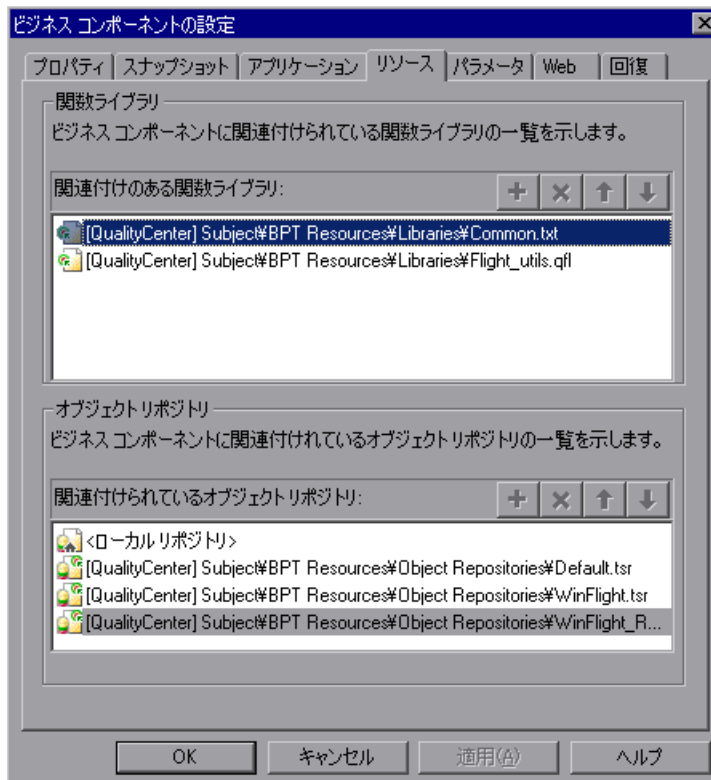 ビジネス コンポーネントの設定
プロパティ スナップショット アプリケーション リソース パラメータ Web 回復
関数ライブラリ
ビジネス コンポーネントに関連付けられている関数ライブラリの一覧を示します。
関連付けのある関数ライブラリ:
[QualityCenter] Subject¥BPT Resources¥Libraries¥Common.txt
[QualityCenter] Subject¥BPT Resources¥Libraries¥Flight_utils.qfl
オブジェクト リポジトリ
ビジネス コンポーネントに関連付けれているオブジェクト リポジトリの一覧を示します。
関連付けられているオブジェクト リポジトリ:
<ローカル リポジトリ>
[QualityCenter] Subject¥BPT Resources¥Object Repositories¥Default.tsr
[QualityCenter] Subject¥BPT Resources¥Object Repositories¥WinFlight.tsr
[QualityCenter] Subject¥BPT Resources¥Object Repositories¥WinFlight_R...
OK キャンセル 適用(A) ヘルプ